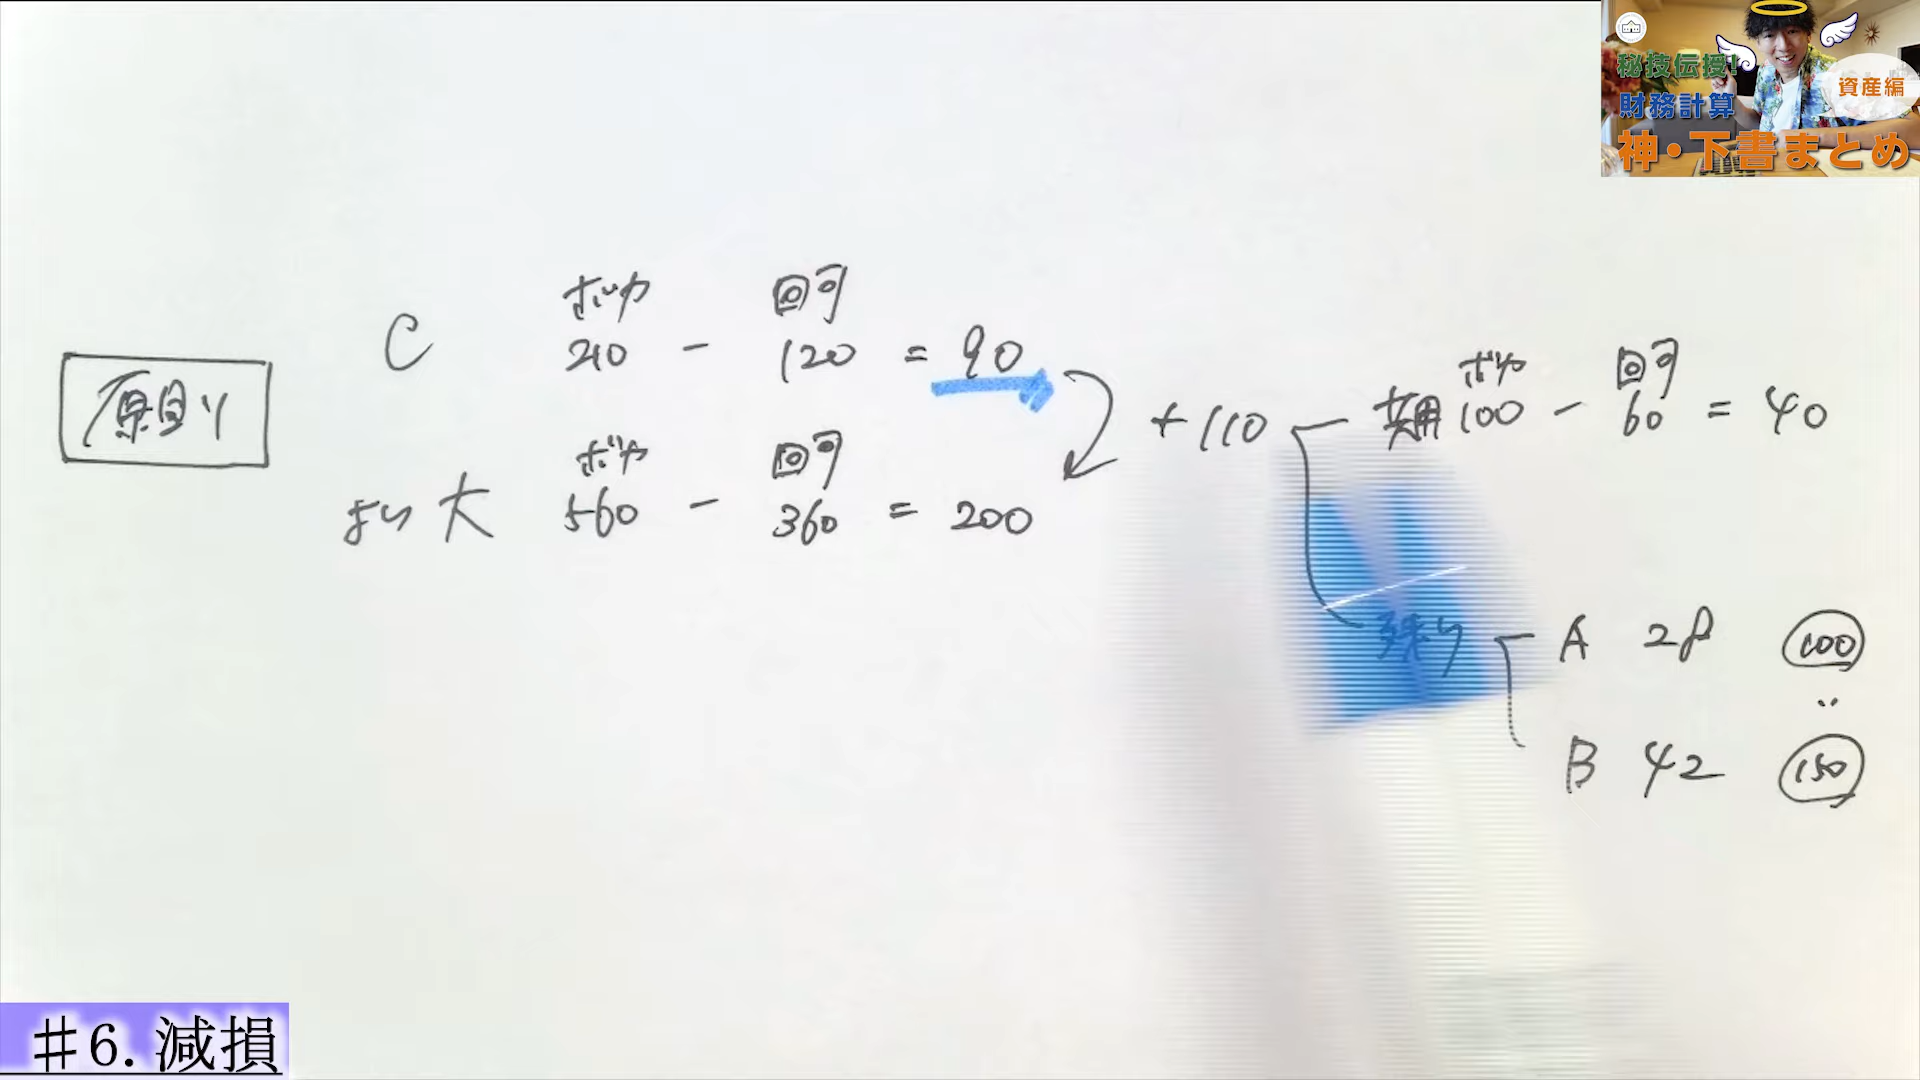 秘技伝授!
財務計算
資産編
神・下書まとめ
原則
C
ボカ 回可
210 - 120 = 90
より大
ボカ 回可
560 - 360 = 200
+110
ボカ 回可
共用 100 - 60 = 40
残り
A 28 100
:
B 42 150
#6.減損